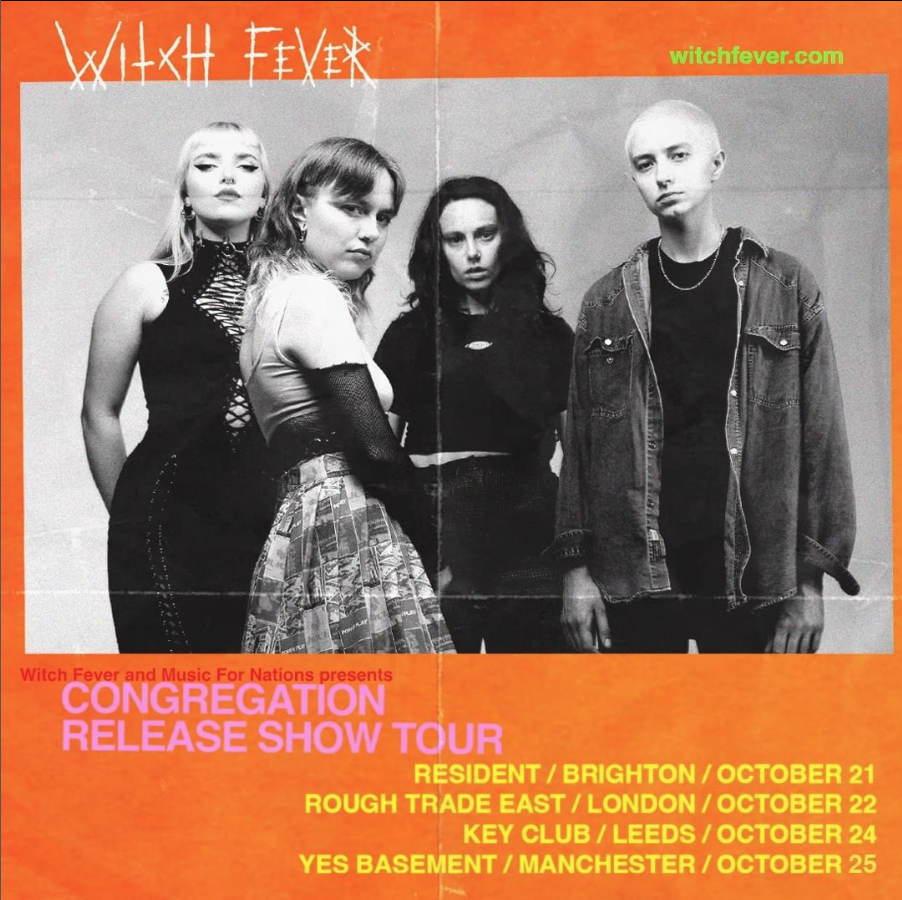 WITCH FEVER
witchfever.com
Witch Fever and Music For Nations presents
CONGREGATION
RELEASE SHOW TOUR
RESIDENT / BRIGHTON / OCTOBER 21
ROUGH TRADE EAST / LONDON / OCTOBER 22
KEY CLUB / LEEDS / OCTOBER 24
YES BASEMENT / MANCHESTER / OCTOBER 25